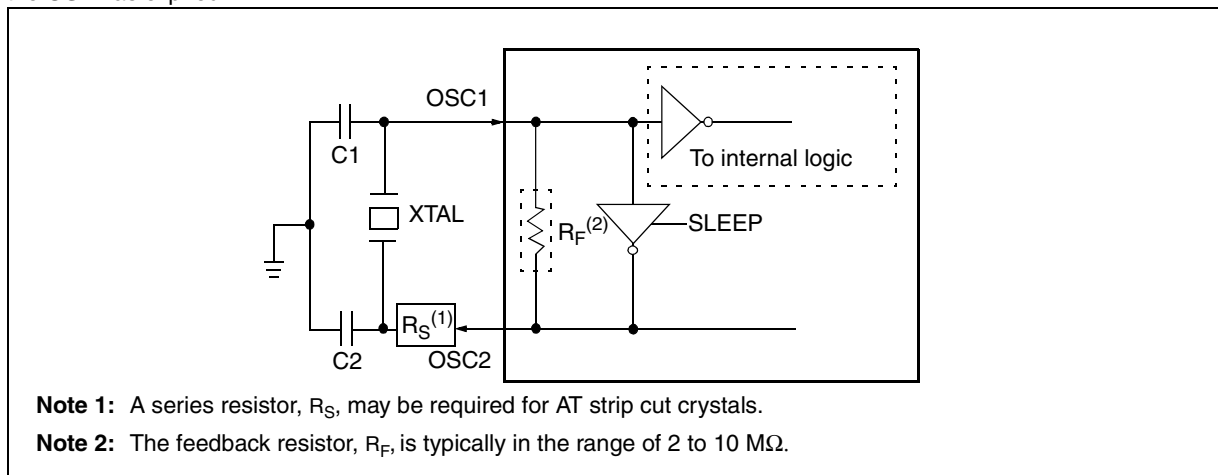 OSC1
To internal logic
C1
XTAL
RF(2)
SLEEP
RS(1)
C2
OSC2
Note 1: A series resistor, RS, may be required for AT strip cut crystals.
Note 2: The feedback resistor, RF, is typically in the range of 2 to 10 MΩ.